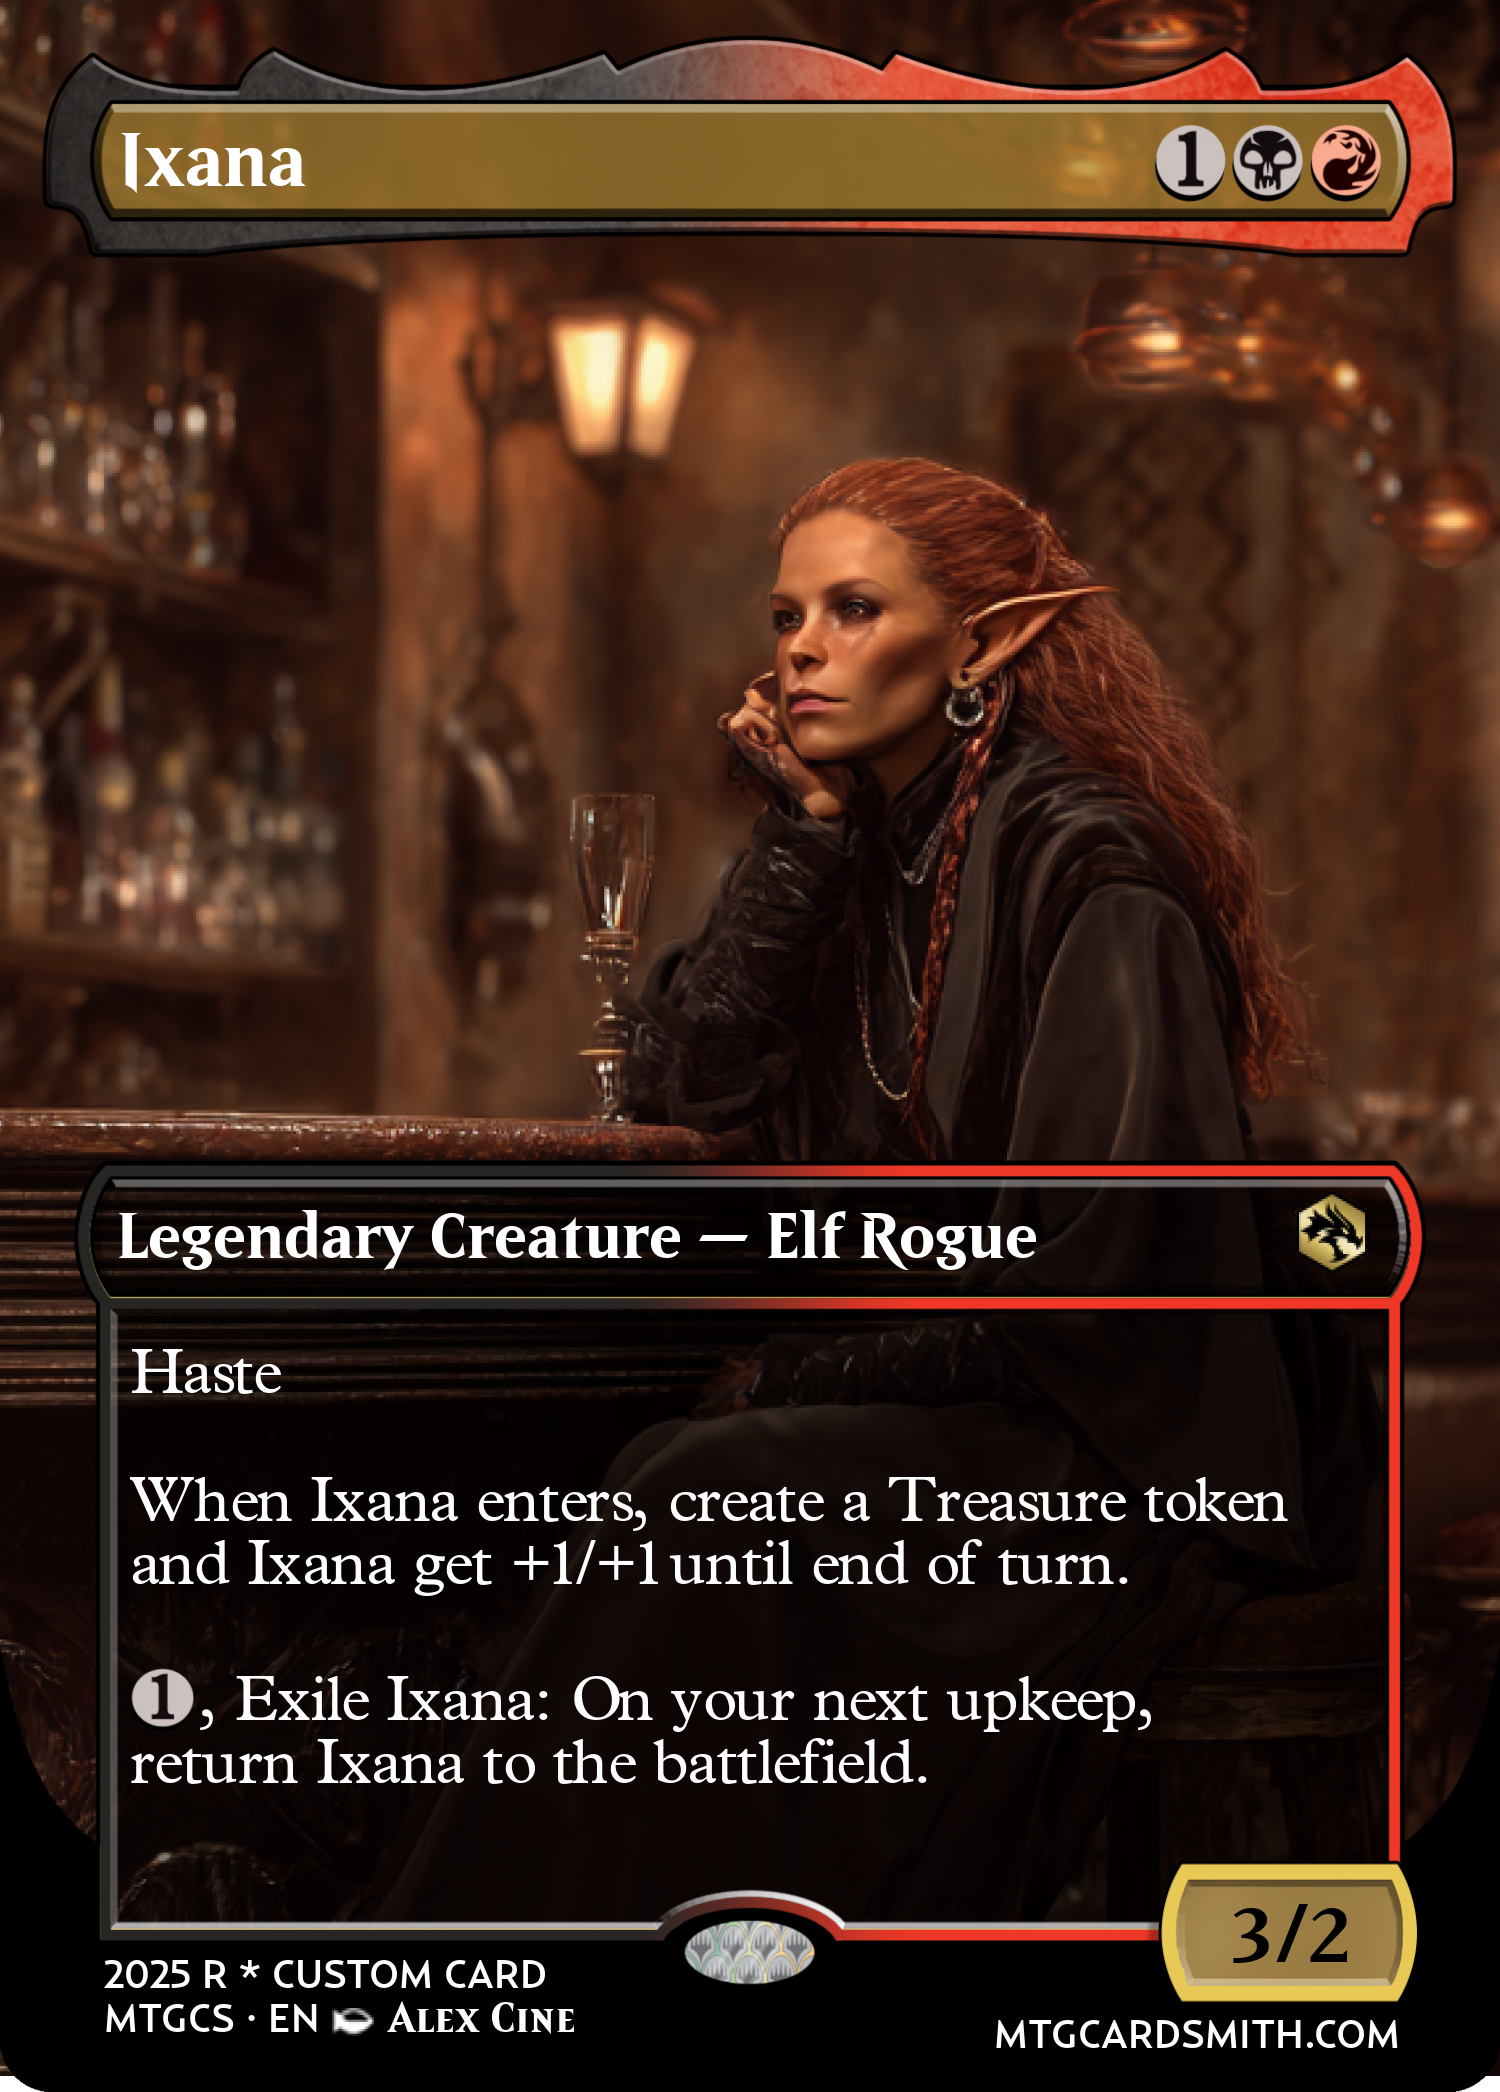 Ixana 1
Legendary Creature — Elf Rogue
Haste
When Ixana enters, create a Treasure token
and Ixana get +1/+1 until end of turn.
1, Exile Ixana: On your next upkeep,
return Ixana to the battlefield.
3/2
2025 R * CUSTOM CARD
MTGCS · EN ALEX CINE
MTGCARDSMITH.COM